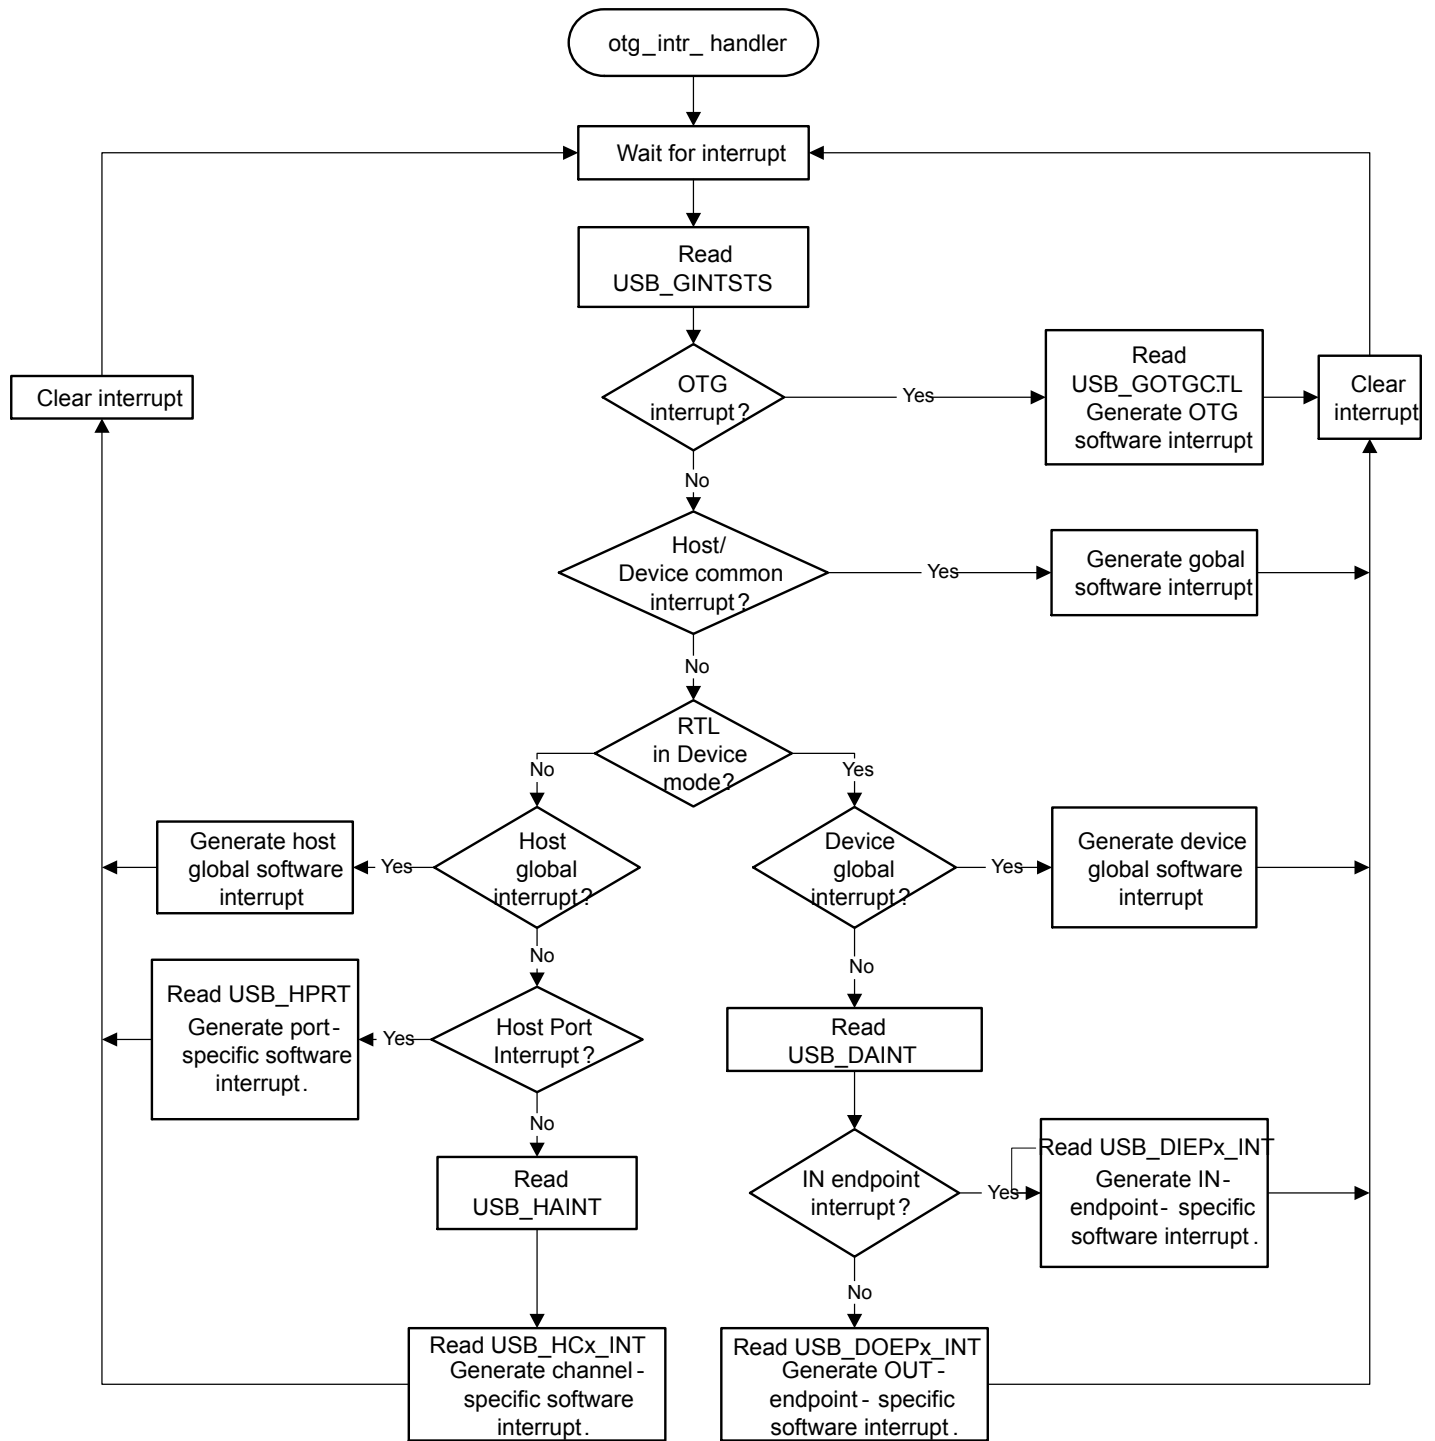 otg_intr_ handler
Wait for interrupt
Read
USB_GINTSTS
OTG
interrupt?
Yes
Read
USB_GOTGCTL
Generate OTG
software interrupt
Clear
interrupt
Clear interrupt
No
Host/
Device common
interrupt?
Yes
Generate gobal
software interrupt
No
RTL
in Device
mode?
No
Yes
Generate host
global software
interrupt
Yes
Host
global
interrupt?
Device
global
interrupt?
Yes
Generate device
global software
interrupt
No
No
Read USB_HPRT
Generate port-
specific software
interrupt.
Yes
Host Port
Interrupt?
Read
USB_DAINT
No
Read
USB_HAINT
IN endpoint
interrupt?
Yes
Read USB_DIEPx_INT
Generate IN-
endpoint- specific
software interrupt.
No
Read USB_HCx_INT
Generate channel-
specific software
interrupt.
Read USB_DOEPx_INT
Generate OUT-
endpoint- specific
software interrupt.